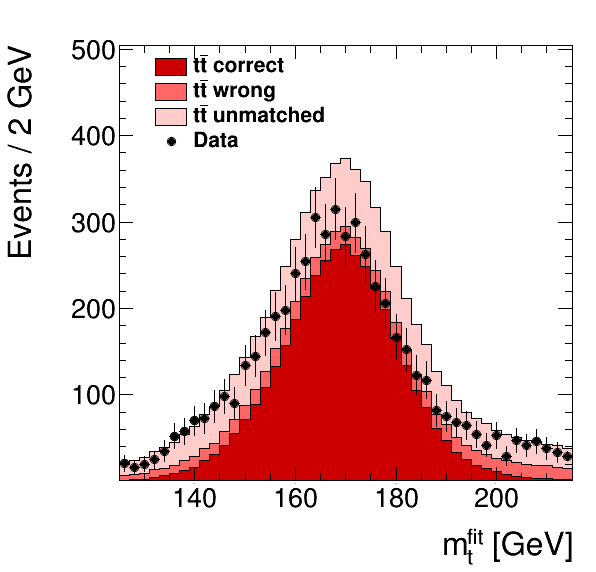 Events / 2 GeV
500
400
300
200
100
tt̄ correct
tt̄ wrong
tt̄ unmatched
Data
140 160 180 200
m_t^fit [GeV]